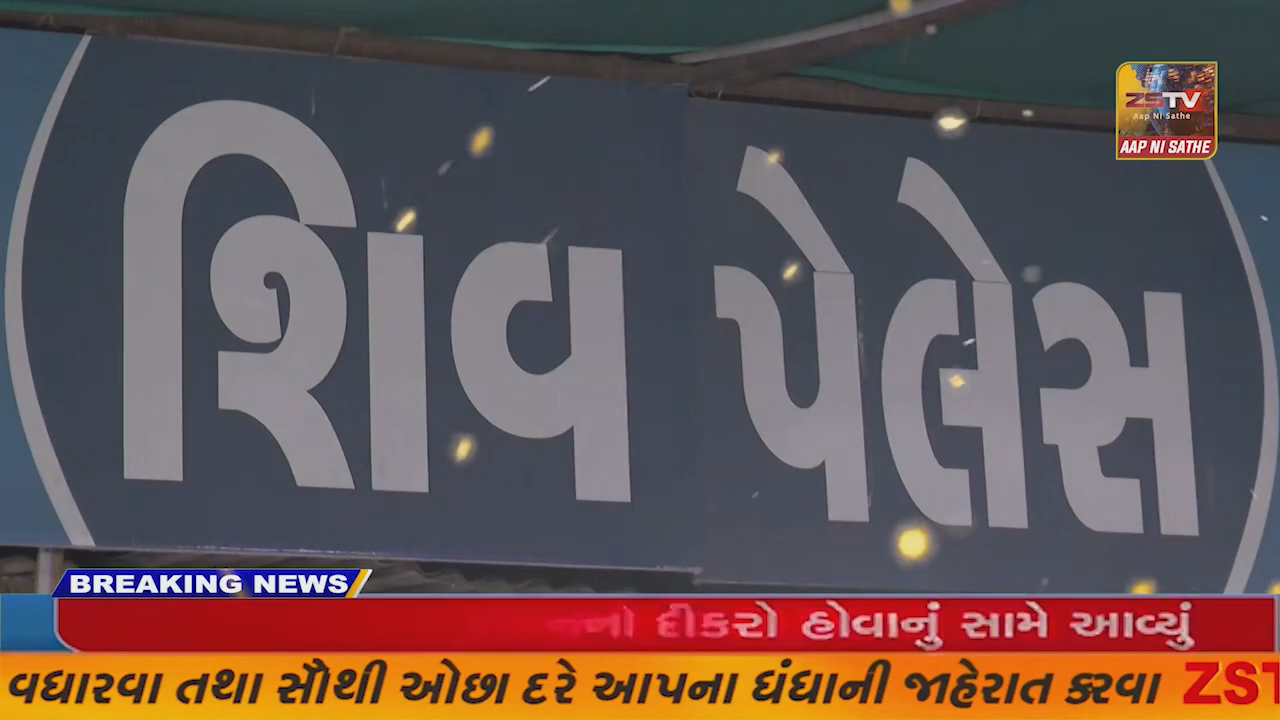 ZSTV
Aap Ni Sathe
AAP NI SATHE
શિવ પેલેસ
BREAKING NEWS
દીકરો હોવાનું સામે આવ્યું
વધારવા તથા સૌથી ઓછા દરે આપના ધંધાની જાહેરાત કરવા ZST